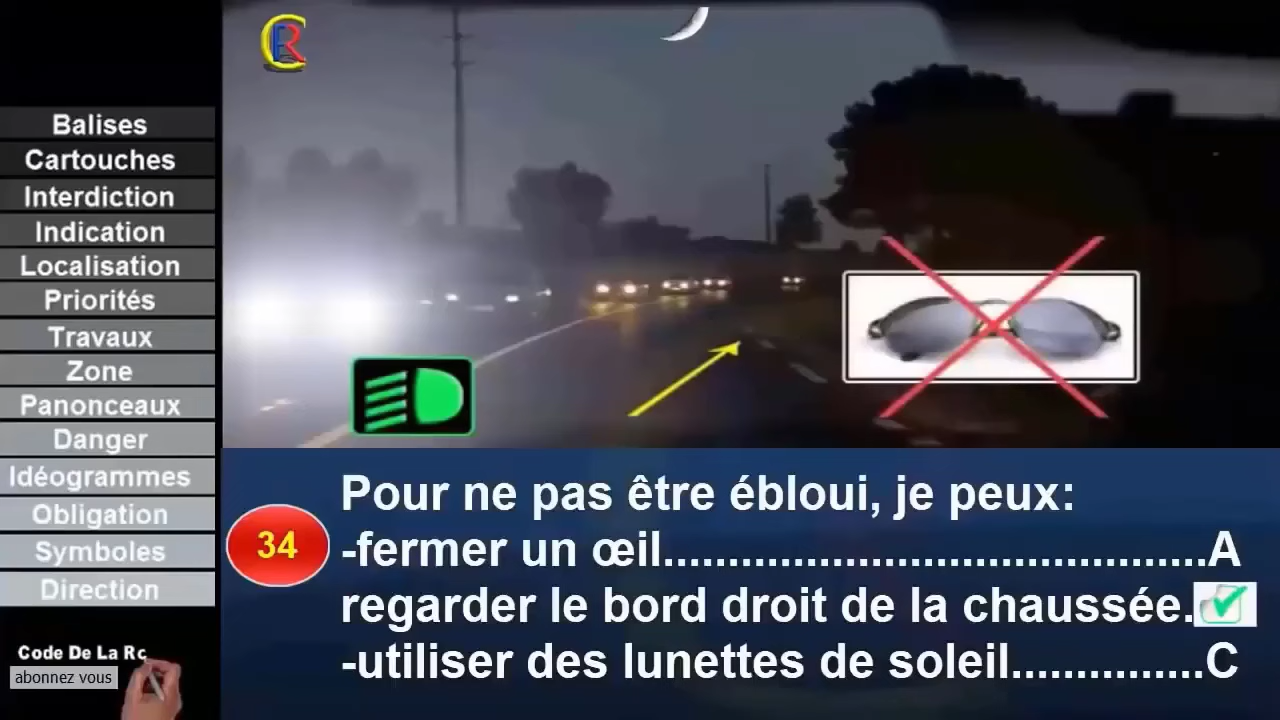 Balises
Cartouches
Interdiction
Indication
Localisation
Priorités
Travaux
Zone
Panonceaux
Danger
Idéogrammes
Obligation
Symboles
Direction
Code De La Rc
abonnez vous
CR
34
Pour ne pas être ébloui, je peux:
-fermer un œil..........................................A
regarder le bord droit de la chaussée.
-utiliser des lunettes de soleil...............C